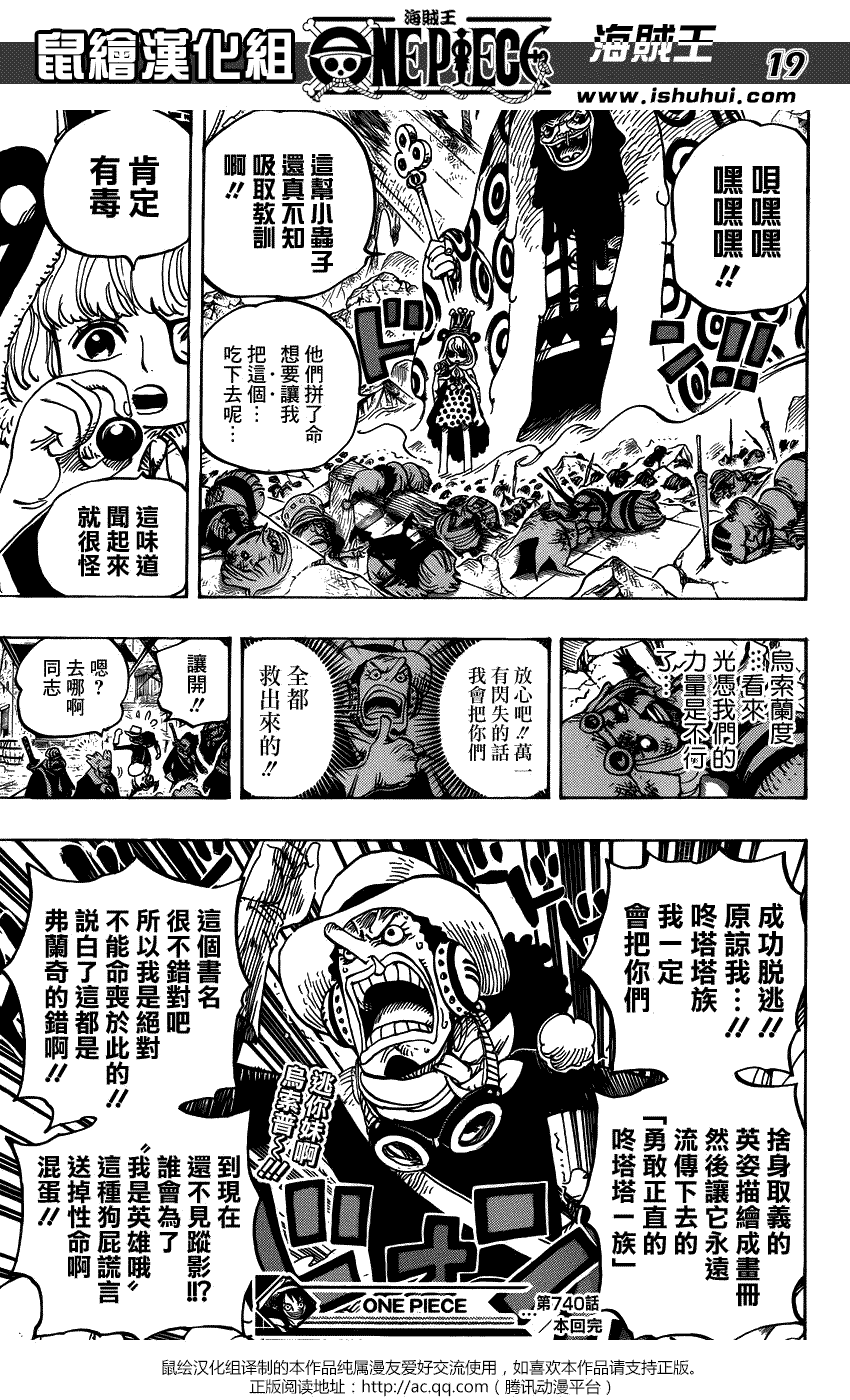 鼠繪漢化組
海賊王
ONE PIECE
海賊王
19
www.ishuhui.com
唄嘿嘿
嘿嘿嘿!!
這幫小蟲子
還真不知
吸取教訓
啊!!
他們拼了命
想要讓我
把這個…
吃下去呢…
ドドド!!
肯定
有毒
這味道
聞起來
就很怪
烏索蘭度
…看來
光憑我們的
力量是不行
了……
放心吧!!萬一
有閃失的話
我會把你們
全都
救出來的!!
讓開!!
嗯?
去哪啊
同志
成功脫逃!!
原諒我…!!
咚塔塔族
我一定
會把你們
捨身取義的
英姿描繪成畫冊
然後讓它永遠
流傳下去的
「勇敢正直的
咚塔塔一族」
這個書名
很不錯對吧
所以我是絕對
不能命喪於此的!!
說白了這都是
弗蘭奇的錯啊!!
逃你妹啊
烏索普~!!!
到現在
還不見蹤影!!?
誰會為了
〝我是英雄哦〞
這種狗屁謊言
送掉性命啊
混蛋!!
ONE PIECE
…第740話
/本回完
鼠绘汉化组译制的本作品纯属漫友爱好交流使用，如喜欢本作品请支持正版。
正版阅读地址：http://ac.qq.com（腾讯动漫平台）